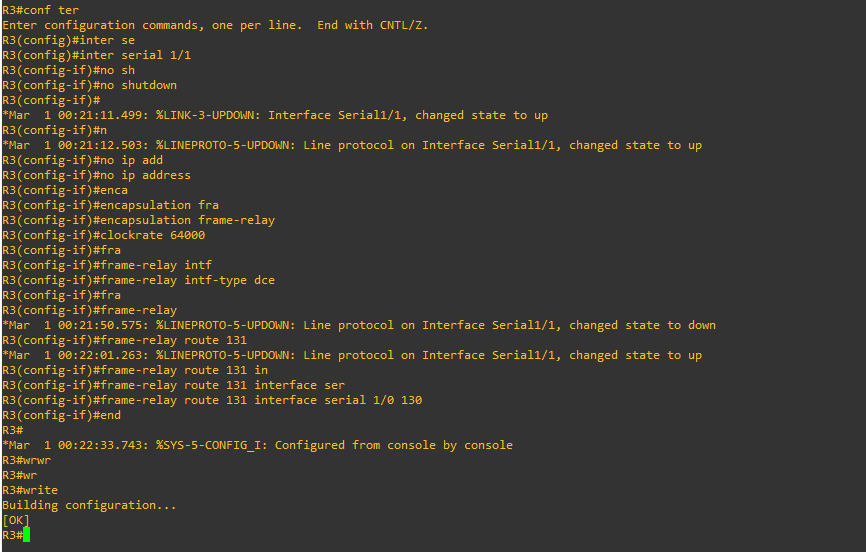 R3#conf ter
Enter configuration commands, one per line.  End with CNTL/Z.
R3(config)#inter se
R3(config)#inter serial 1/1
R3(config-if)#no sh
R3(config-if)#no shutdown
R3(config-if)#
*Mar  1 00:21:11.499: %LINK-3-UPDOWN: Interface Serial1/1, changed state to up
R3(config-if)#n
*Mar  1 00:21:12.503: %LINEPROTO-5-UPDOWN: Line protocol on Interface Serial1/1, changed state to up
R3(config-if)#no ip add
R3(config-if)#no ip address
R3(config-if)#enca
R3(config-if)#encapsulation fra
R3(config-if)#encapsulation frame-relay
R3(config-if)#clockrate 64000
R3(config-if)#fra
R3(config-if)#frame-relay intf
R3(config-if)#frame-relay intf-type dce
R3(config-if)#fra
R3(config-if)#frame-relay
*Mar  1 00:21:50.575: %LINEPROTO-5-UPDOWN: Line protocol on Interface Serial1/1, changed state to down
R3(config-if)#frame-relay route 131
*Mar  1 00:22:01.263: %LINEPROTO-5-UPDOWN: Line protocol on Interface Serial1/1, changed state to up
R3(config-if)#frame-relay route 131 in
R3(config-if)#frame-relay route 131 interface ser
R3(config-if)#frame-relay route 131 interface serial 1/0 130
R3(config-if)#end
R3#
*Mar  1 00:22:33.743: %SYS-5-CONFIG_I: Configured from console by console
R3#wrwr
R3#wr
R3#write
Building configuration...
[OK]
R3#